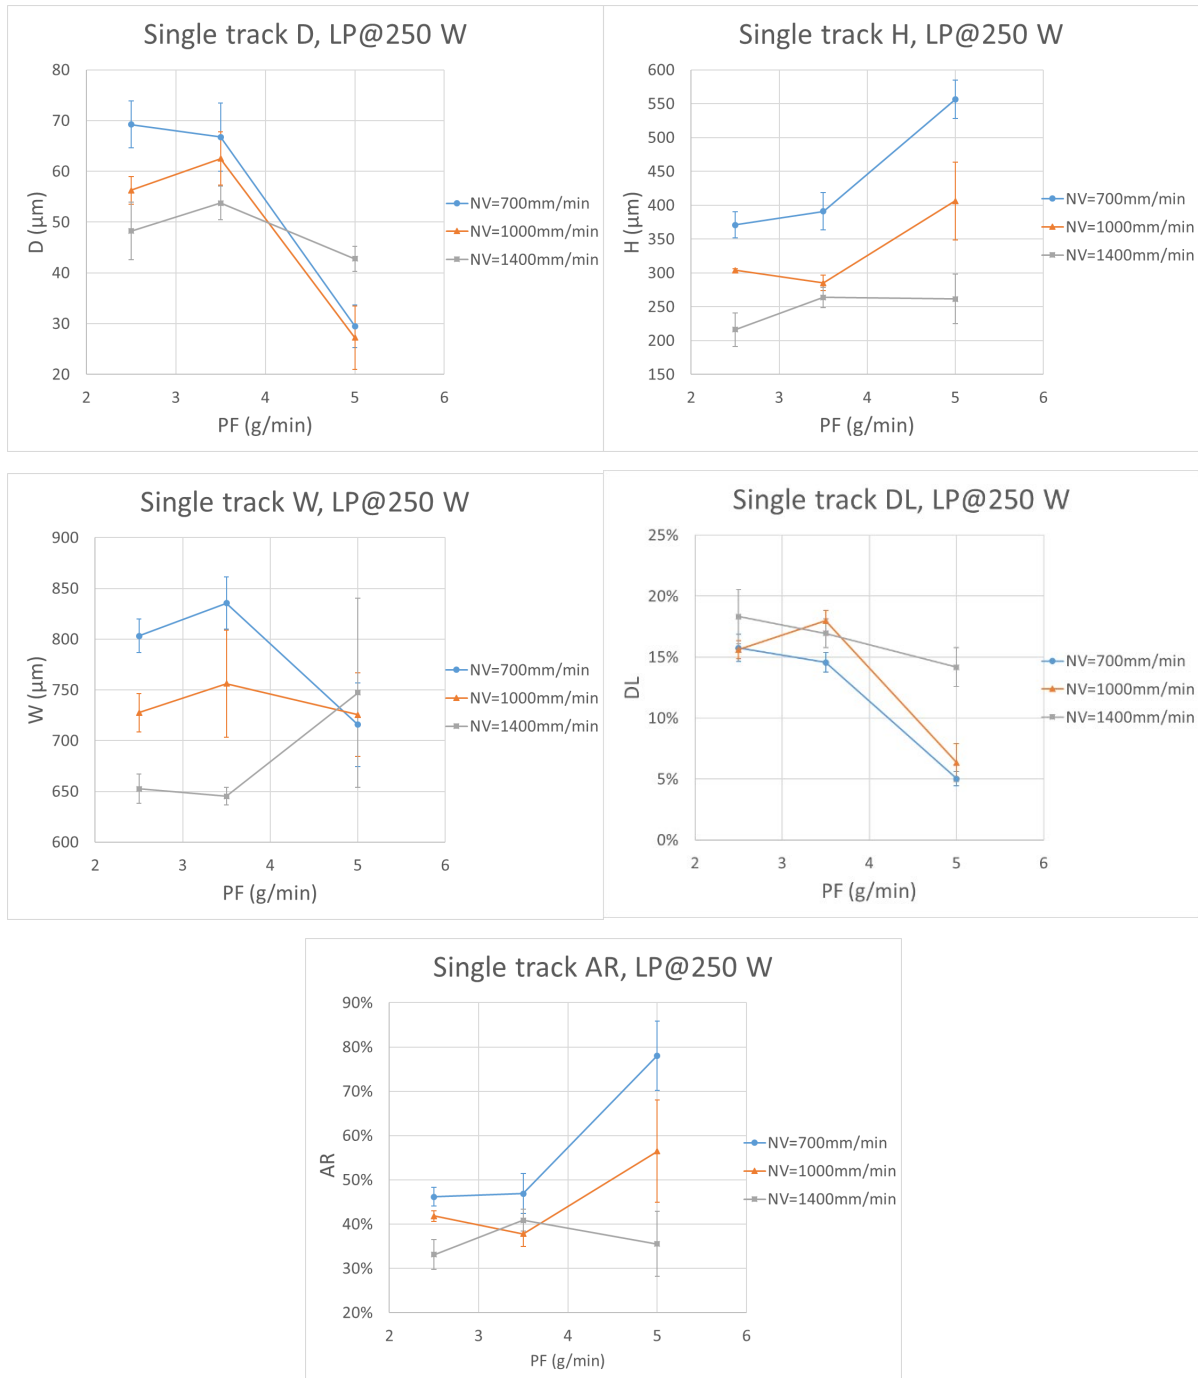 Single track D, LP@250 W
80
70
60
50
40
30
20
D (μm)
2 3 4 5 6
PF (g/min)
NV=700mm/min
NV=1000mm/min
NV=1400mm/min
Single track H, LP@250 W
600
550
500
450
400
350
300
250
200
150
H (μm)
2 3 4 5 6
PF (g/min)
NV=700mm/min
NV=1000mm/min
NV=1400mm/min
Single track W, LP@250 W
900
850
800
750
700
650
600
W (μm)
2 3 4 5 6
PF (g/min)
NV=700mm/min
NV=1000mm/min
NV=1400mm/min
Single track DL, LP@250 W
25%
20%
15%
10%
5%
0%
DL
2 3 4 5 6
PF (g/min)
NV=700mm/min
NV=1000mm/min
NV=1400mm/min
Single track AR, LP@250 W
90%
80%
70%
60%
50%
40%
30%
20%
AR
2 3 4 5 6
PF (g/min)
NV=700mm/min
NV=1000mm/min
NV=1400mm/min